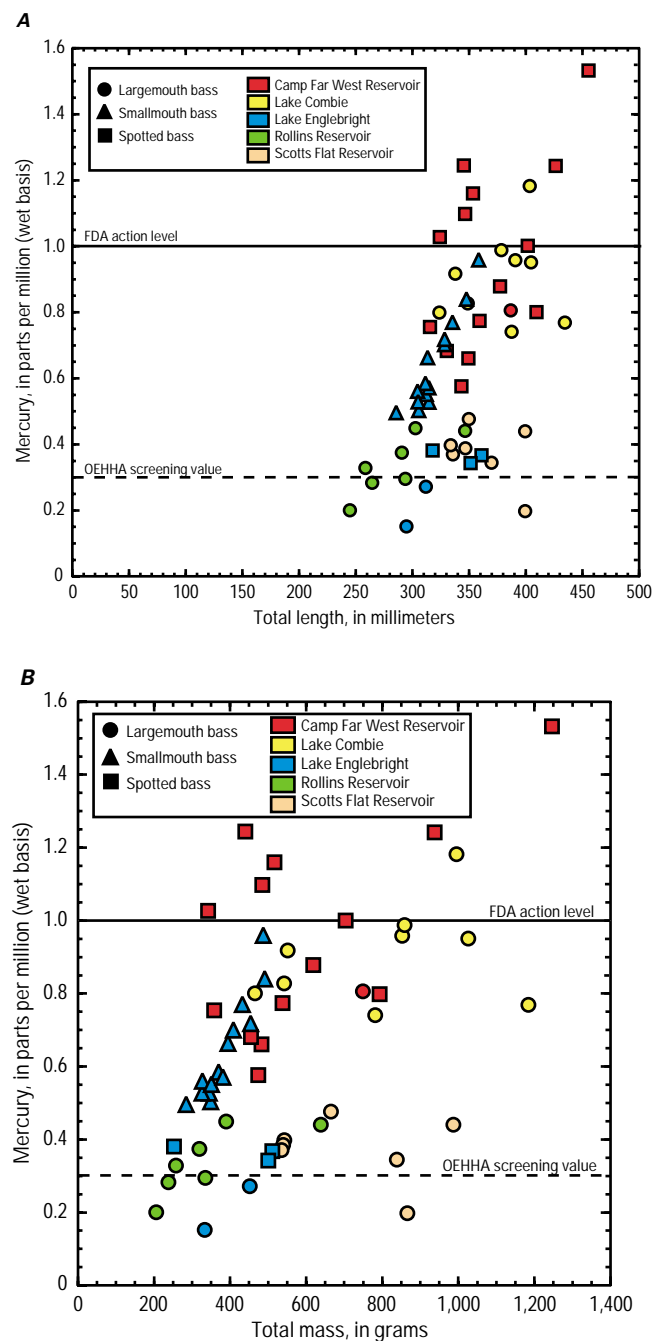 A
1.6
1.4
1.2
1.0
0.8
0.6
0.4
0.2
0
Mercury, in parts per million (wet basis)
Largemouth bass
Smallmouth bass
Spotted bass
Camp Far West Reservoir
Lake Combie
Lake Englebright
Rollins Reservoir
Scotts Flat Reservoir
FDA action level
OEHHA screening value
0 50 100 150 200 250 300 350 400 450 500
Total length, in millimeters
B
1.6
1.4
1.2
1.0
0.8
0.6
0.4
0.2
0
Mercury, in parts per million (wet basis)
Largemouth bass
Smallmouth bass
Spotted bass
Camp Far West Reservoir
Lake Combie
Lake Englebright
Rollins Reservoir
Scotts Flat Reservoir
FDA action level
OEHHA screening value
0 200 400 600 800 1,000 1,200 1,400
Total mass, in grams